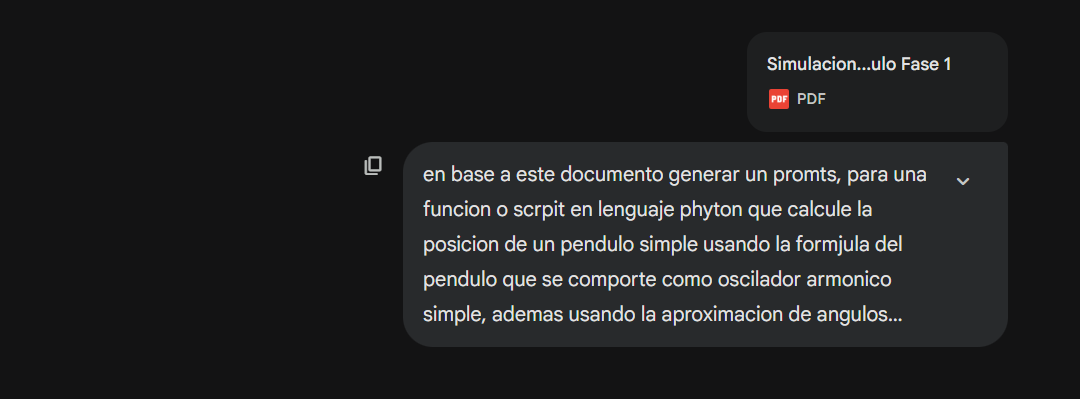 Simulacion...ulo Fase 1
PDF PDF
en base a este documento generar un promts, para una
funcion o scrpit en lenguaje phyton que calcule la
posicion de un pendulo simple usando la formjula del
pendulo que se comporte como oscilador armonico
simple, ademas usando la aproximacion de angulos...